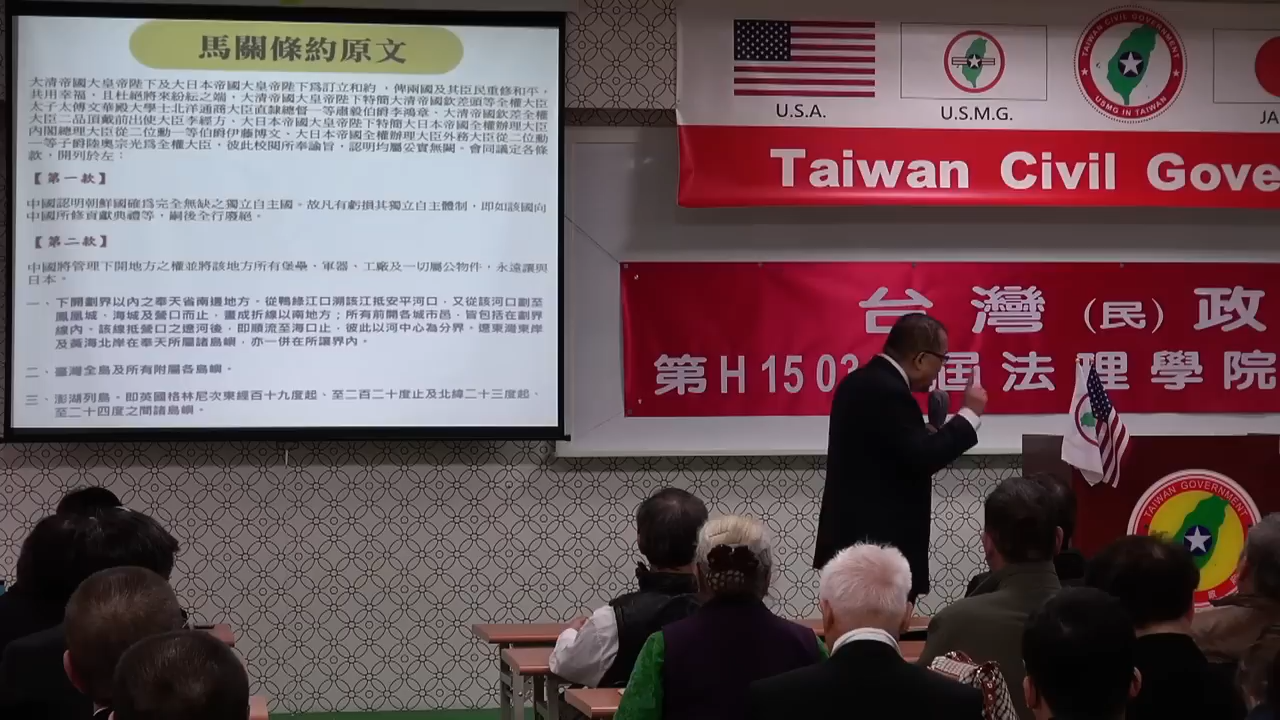 馬關條約原文
大清帝國大皇帝陛下及大日本帝國大皇帝陛下爲訂立和約，俾兩國及其臣民重修和平，
共用幸福，且杜絕將來紛紜之端，大清帝國大皇帝陛下特簡大清帝國欽差頭等全權大臣
太子太傅文華殿大學士北洋通商大臣直隸總督一等肅毅伯爵李鴻章、大清帝國欽差全權
大臣二品頂戴前出使大臣李經方、大日本帝國大皇帝陛下特簡大日本帝國全權辦理大臣
內閣總理大臣從二位勳一等伯爵伊藤博文、大日本帝國全權辦理大臣外務大臣從二位勳
一等子爵陸奧宗光爲全權大臣，彼此校閱所奉諭旨，認明均屬妥實無闕。會同議定各條
款，開列於左：
【第一款】
中國認明朝鮮國確爲完全無缺之獨立自主國。故凡有虧損其獨立自主體制，即如該國向
中國所修貢獻典禮等，嗣後全行廢絕。
【第二款】
中國將管理下開地方之權並將該地方所有堡壘、軍器、工廠及一切屬公物件，永遠讓與
日本。
一、下開劃界以內之奉天省南邊地方。從鴨綠江口溯該江抵安平河口，又從該河口劃至
鳳凰城、海城及營口而止，畫成折線以南地方；所有前開各城市邑，皆包括在劃界
線內。該線抵營口之遼河後，即順流至海口止，彼此以河中心為分界。遼東灣東岸
及黃海北岸在奉天所屬諸島嶼，亦一併在所讓界內。
二、臺灣全島及所有附屬各島嶼。
三、澎湖列島。即英國格林尼次東經百十九度起、至百二十度止及北緯二十三度起、
至二十四度之間諸島嶼。
U.S.A.
U.S.M.G.
TAIWAN CIVIL GOVERNMENT
USMG IN TAIWAN
JA
Taiwan Civil Gove
台灣(民)政
第H1503屆法理學院
TAIWAN GOVERNMENT